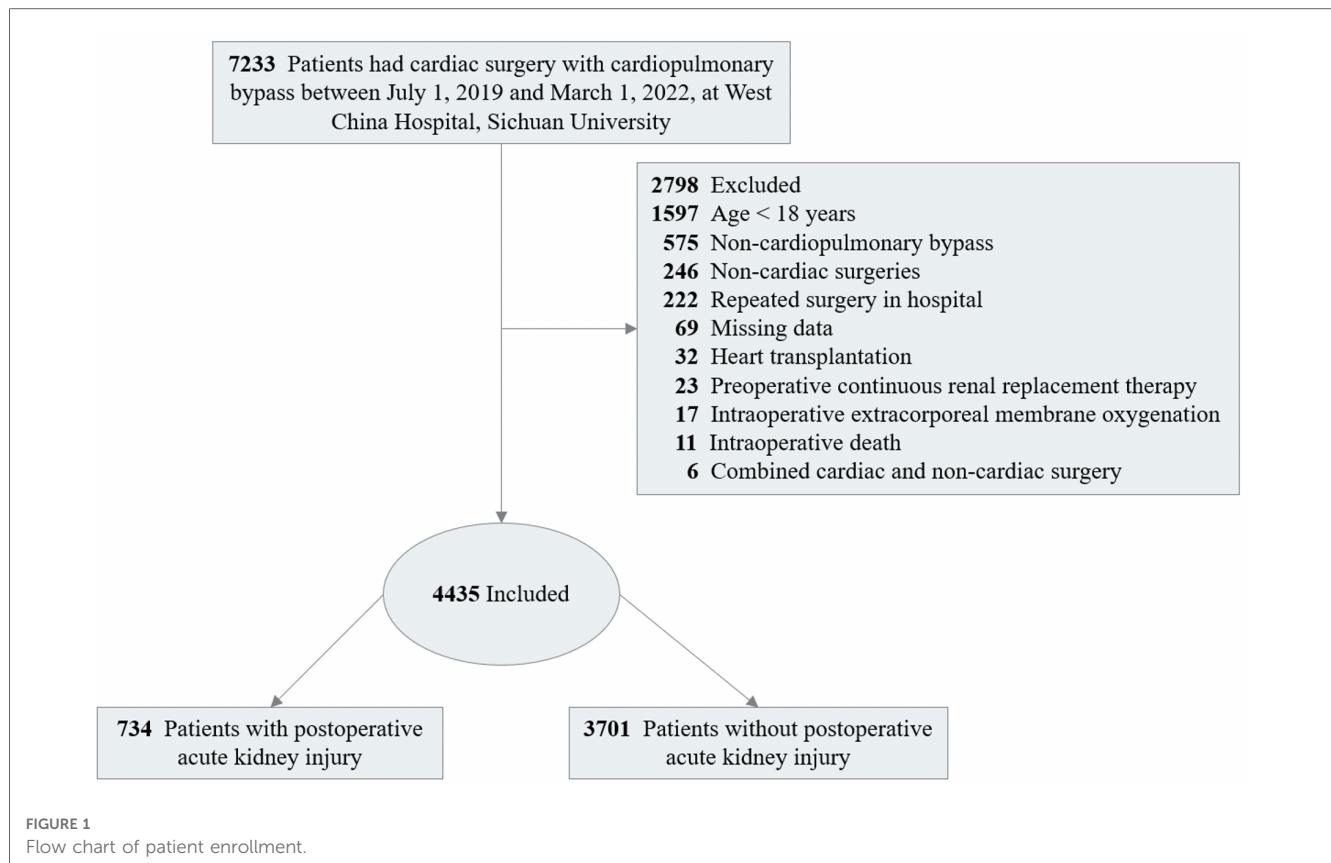 7233 Patients had cardiac surgery with cardiopulmonary
bypass between July 1, 2019 and March 1, 2022, at West
China Hospital, Sichuan University
2798 Excluded
1597 Age < 18 years
575 Non-cardiopulmonary bypass
246 Non-cardiac surgeries
222 Repeated surgery in hospital
69 Missing data
32 Heart transplantation
23 Preoperative continuous renal replacement therapy
17 Intraoperative extracorporeal membrane oxygenation
11 Intraoperative death
6 Combined cardiac and non-cardiac surgery
4435 Included
734 Patients with postoperative
acute kidney injury
3701 Patients without postoperative
acute kidney injury
FIGURE 1
Flow chart of patient enrollment.